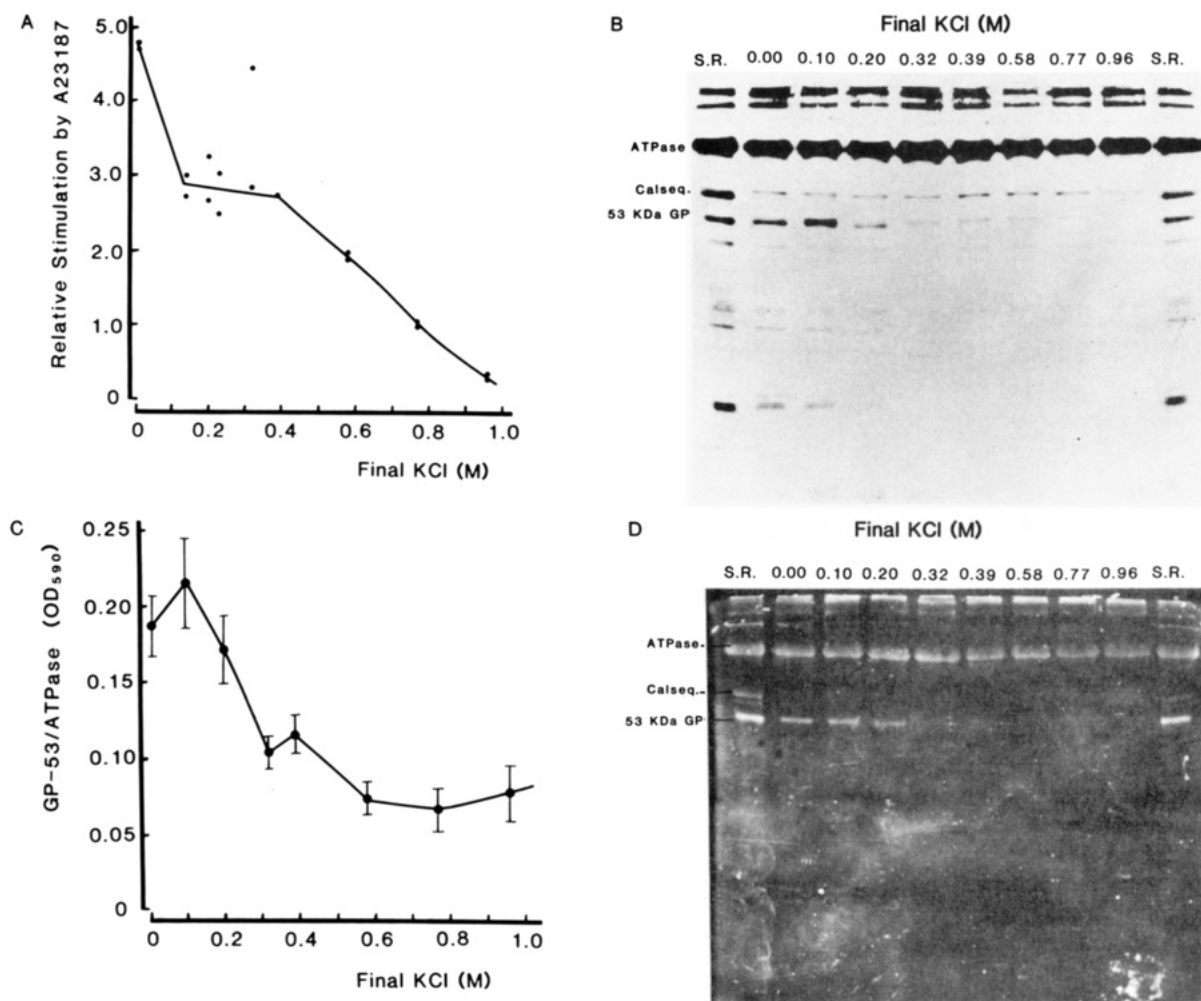 A
Relative Stimulation by A23187
5.0
4.0
3.0
2.0
1.0
0
0 0.2 0.4 0.6 0.8 1.0
Final KCl (M)
B
Final KCl (M)
S.R. 0.00 0.10 0.20 0.32 0.39 0.58 0.77 0.96 S.R.
ATPase
Calseq.
53 KDa GP
C
GP-53/ATPase (OD590)
0.25
0.20
0.15
0.10
0.05
0
0 0.2 0.4 0.6 0.8 1.0
Final KCl (M)
D
Final KCl (M)
S.R. 0.00 0.10 0.20 0.32 0.39 0.58 0.77 0.96 S.R.
ATPase
Calseq.
53 KDa GP